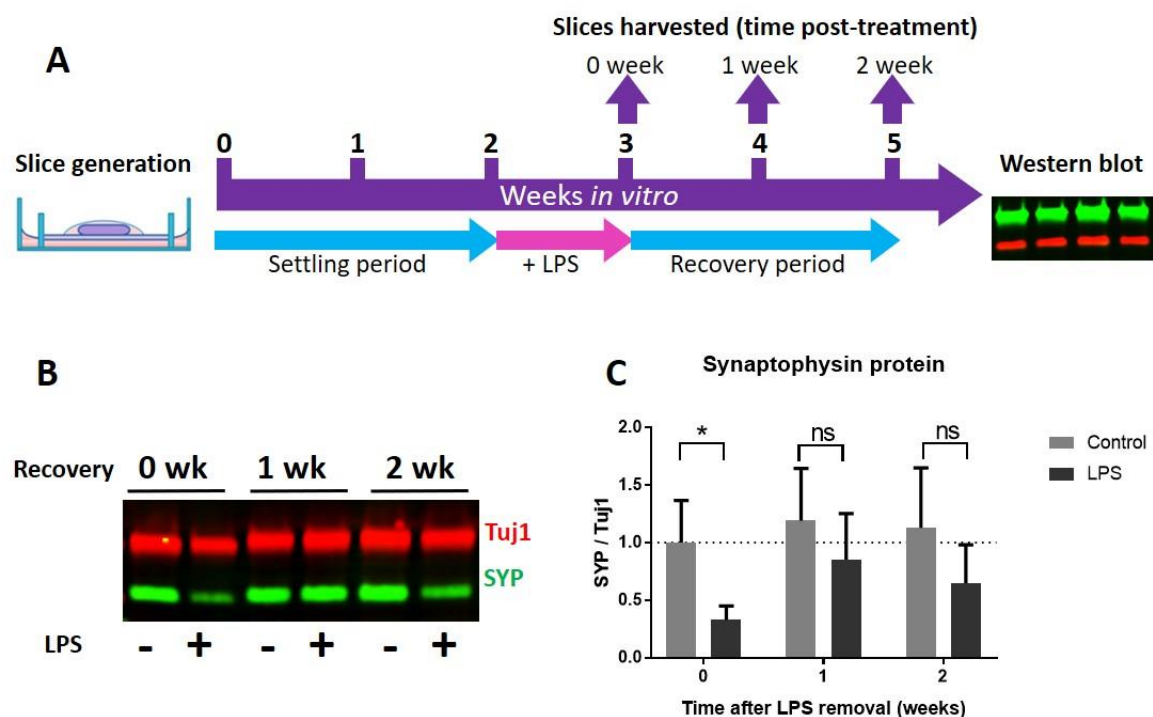 A
Slices harvested (time post-treatment)
0 week 1 week 2 week
0 1 2 3 4 5
Slice generation
Western blot
Weeks in vitro
Settling period + LPS Recovery period
B
Recovery 0 wk 1 wk 2 wk
Tuj1
SYP
LPS - + - + - +
C
Synaptophysin protein
SYP / Tuj1
2.0
1.5
1.0
0.5
0.0
* ns ns
Control
LPS
0 1 2
Time after LPS removal (weeks)